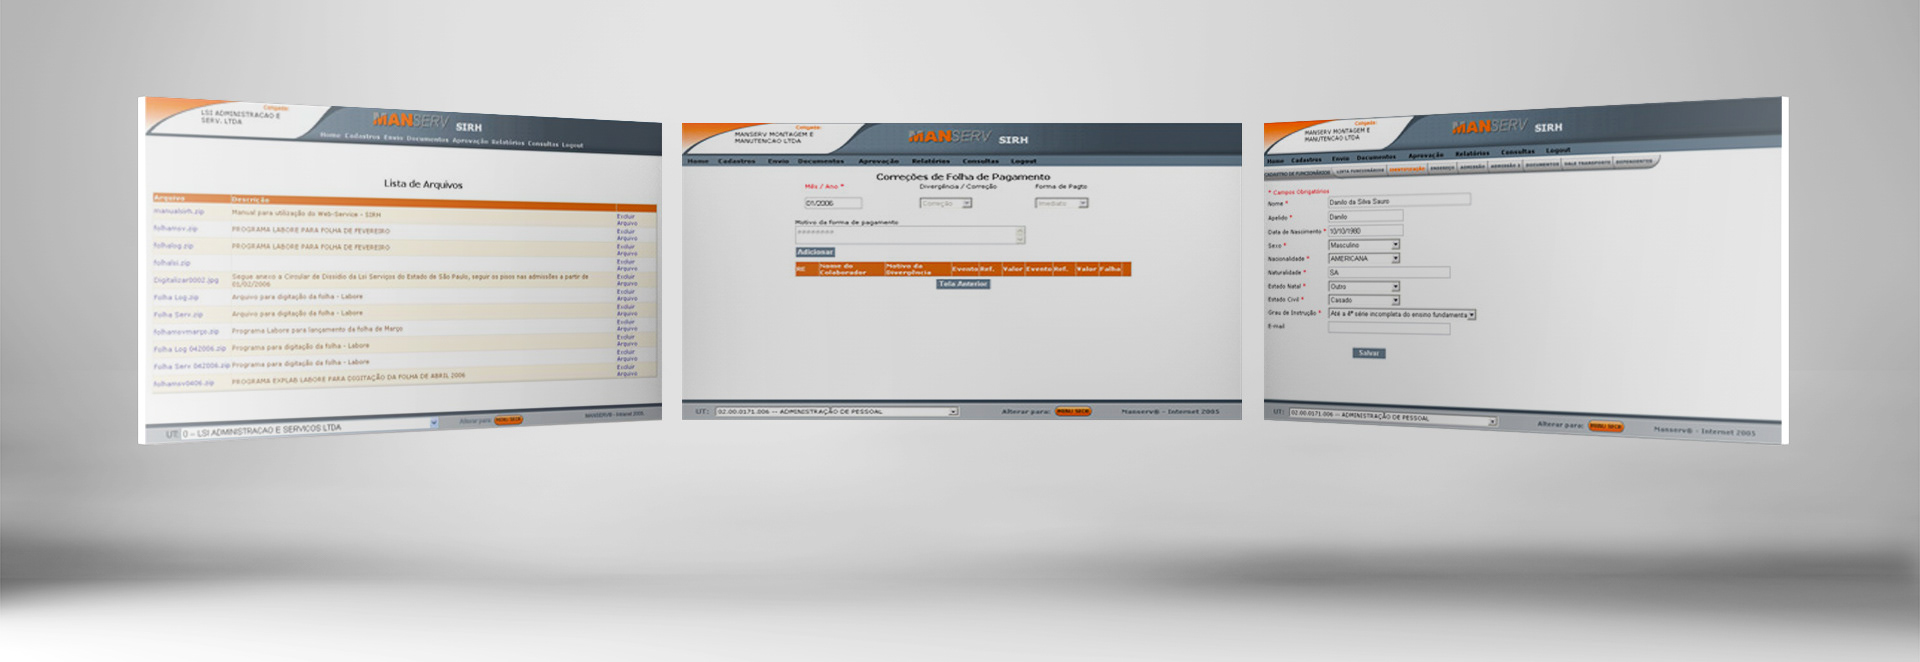 Coligada:
LSI ADMINISTRACAO E
SERV. LTDA
MANSERV SIRH
Home Cadastros Envio Documentos Aprovação Relatórios Consultas Logout
Lista de Arquivos
Arquivo Descrição
manualsirh.zip Manual para utilização do Web-Service - SIRH Excluir Arquivo
folhamov.zip PROGRAMA LABORE PARA FOLHA DE FEVEREIRO Excluir Arquivo
folhalog.zip PROGRAMA LABORE PARA FOLHA DE FEVEREIRO Excluir Arquivo
folhalsi.zip Excluir Arquivo
Digitalizar0002.jpg Segue anexo a Circular de Dissidio da Lsi Serviços do Estado de São Paulo, seguir os pisos nas admissões a partir de 01/02/2006 Excluir Arquivo
Folha Log.zip Arquivo para digitação da folha - Labore Excluir Arquivo
Folha Serv.zip Arquivo para digitação da folha - Labore Excluir Arquivo
folhamovmarço.zip Programa Labore para lançamento da folha de Março Excluir Arquivo
Folha Log 042006.zip Programa para digitação da folha - Labore Excluir Arquivo
Folha Serv 042006.zip Programa para digitação da folha - Labore Excluir Arquivo
folhamov0406.zip PROGRAMA EXPLAB LABORE PARA DIGITAÇÃO DA FOLHA DE ABRIL 2006 Excluir Arquivo
UT: 0 -- LSI ADMINISTRACAO E SERVICOS LTDA Alterar para: MENU SECR MANSERV® - Intranet 2006
Coligada:
MANSERV MONTAGEM E
MANUTENCAO LTDA
MANSERV SIRH
Home Cadastros Envio Documentos Aprovação Relatórios Consultas Logout
Correções de Folha de Pagamento
Mês / Ano * Divergência / Correção Forma de Pagto
01/2006 Correção Imediato
Motivo da forma de pagamento
Adicionar
RE Nome do Colaborador Motivo da Divergência Evento Ref. Valor Evento Ref. Valor Falha
Tela Anterior
UT: 02.00.0171.006 -- ADMINISTRAÇÃO DE PESSOAL Alterar para: MENU SECR Manserv® - Internet 2005
Coligada:
MANSERV MONTAGEM E
MANUTENCAO LTDA
MANSERV SIRH
Home Cadastros Envio Documentos Aprovação Relatórios Consultas Logout
CADASTRO DE FUNCIONÁRIOS LISTA FUNCIONÁRIOS IDENTIFICAÇÃO ENDEREÇO ADMISSÃO ADMISSÃO 2 DOCUMENTOS VALE TRANSPORTE DEPENDENTES
* Campos Obrigatórios
Nome * Danilo da Silva Sauro
Apelido * Danilo
Data de Nascimento * 10/10/1980
Sexo * Masculino
Nacionalidade * AMERICANA
Naturalidade * SA
Estado Natal * Outro
Estado Civil * Casado
Grau de Instrução * Até a 4ª série incompleta do ensino fundamenta
E-mail
Salvar
UT: 02.00.0171.006 -- ADMINISTRAÇÃO DE PESSOAL Alterar para: MENU SECR Manserv® - Internet 2005